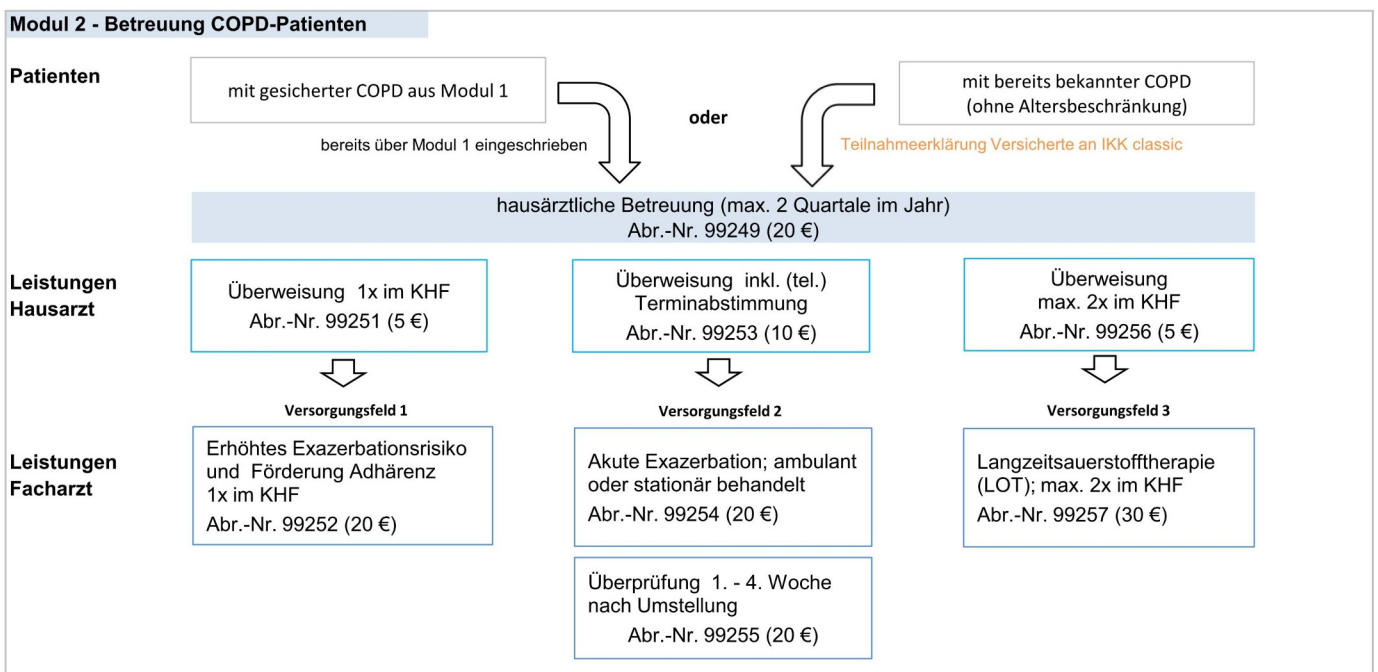 Modul 2 - Betreuung COPD-Patienten
Patienten
mit gesicherter COPD aus Modul 1
oder
mit bereits bekannter COPD
(ohne Altersbeschränkung)
bereits über Modul 1 eingeschrieben
Teilnahmeerklärung Versicherte an IKK classic
hausärztliche Betreuung (max. 2 Quartale im Jahr)
Abr.-Nr. 99249 (20 €)
Leistungen
Hausarzt
Überweisung 1x im KHF
Abr.-Nr. 99251 (5 €)
Überweisung inkl. (tel.)
Terminabstimmung
Abr.-Nr. 99253 (10 €)
Überweisung
max. 2x im KHF
Abr.-Nr. 99256 (5 €)
Versorgungsfeld 1
Versorgungsfeld 2
Versorgungsfeld 3
Leistungen
Facharzt
Erhöhtes Exazerbationsrisiko
und Förderung Adhärenz
1x im KHF
Abr.-Nr. 99252 (20 €)
Akute Exazerbation; ambulant
oder stationär behandelt
Abr.-Nr. 99254 (20 €)
Langzeitsauerstofftherapie
(LOT); max. 2x im KHF
Abr.-Nr. 99257 (30 €)
Überprüfung 1. - 4. Woche
nach Umstellung
Abr.-Nr. 99255 (20 €)